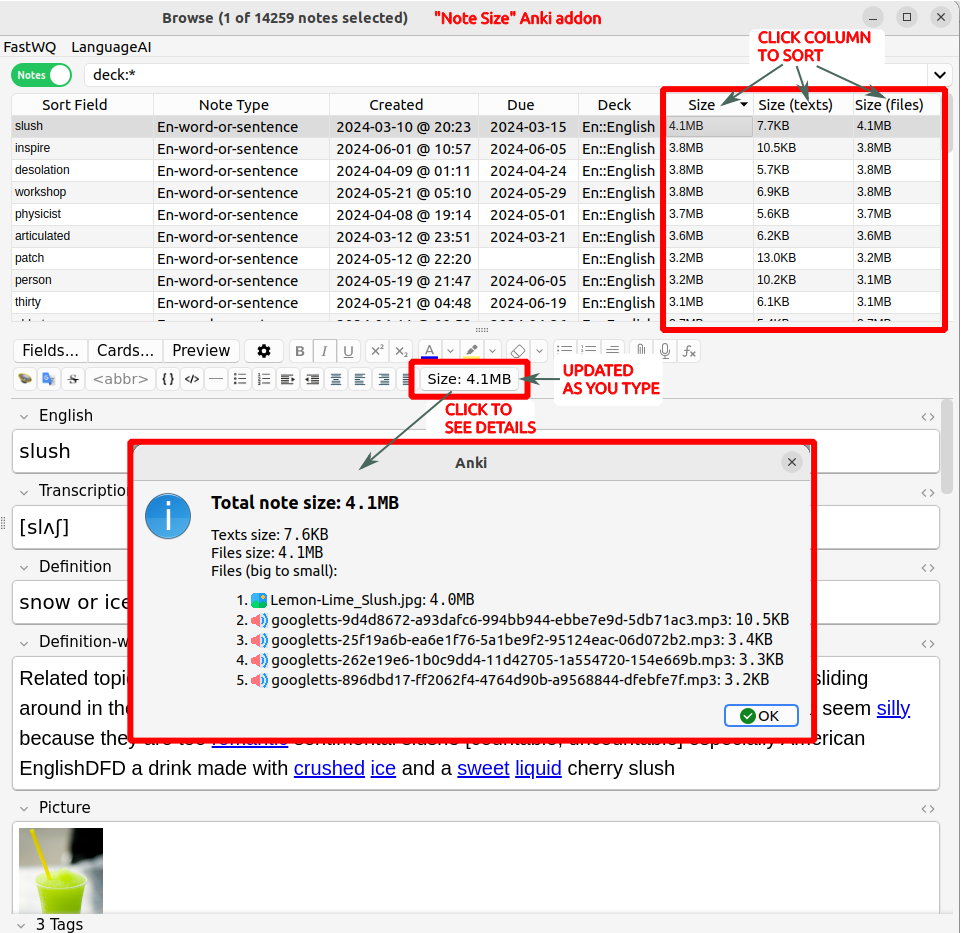 Browse (1 of 14259 notes selected) "Note Size" Anki addon
CLICK COLUMN
TO SORT
FastWQ LanguageAI
Notes deck:*
Sort Field Note Type Created Due Deck Size Size (texts) Size (files)
slush En-word-or-sentence 2024-03-10 @ 20:23 2024-03-15 En::English 4.1MB 7.7KB 4.1MB
inspire En-word-or-sentence 2024-06-01 @ 10:57 2024-06-05 En::English 3.8MB 10.5KB 3.8MB
desolation En-word-or-sentence 2024-04-09 @ 01:11 2024-04-24 En::English 3.8MB 5.7KB 3.8MB
workshop En-word-or-sentence 2024-05-21 @ 05:10 2024-05-29 En::English 3.8MB 6.9KB 3.8MB
physicist En-word-or-sentence 2024-04-08 @ 19:14 2024-05-01 En::English 3.7MB 5.6KB 3.7MB
articulated En-word-or-sentence 2024-03-12 @ 23:51 2024-03-21 En::English 3.6MB 6.2KB 3.6MB
patch En-word-or-sentence 2024-05-12 @ 22:20 En::English 3.2MB 13.0KB 3.2MB
person En-word-or-sentence 2024-05-19 @ 21:47 2024-06-05 En::English 3.2MB 10.2KB 3.1MB
thirty En-word-or-sentence 2024-05-21 @ 04:48 2024-06-19 En::English 3.1MB 6.1KB 3.1MB
Fields... Cards... Preview B I U x² x₂ A fx
S <abbr> {} </> Size: 4.1MB
UPDATED
AS YOU TYPE
CLICK TO
SEE DETAILS
English
slush
Anki
Transcription
[slʌʃ]
Total note size: 4.1MB
Texts size: 7.6KB
Files size: 4.1MB
Files (big to small):
1. Lemon-Lime_Slush.jpg: 4.0MB
2. googletts-9d4d8672-a93dafc6-994bb944-ebbe7e9d-5db71ac3.mp3: 10.5KB
3. googletts-25f19a6b-ea6e1f76-5a1be9f2-95124eac-06d072b2.mp3: 3.4KB
4. googletts-262e19e6-1b0c9dd4-11d42705-1a554720-154e669b.mp3: 3.3KB
5. googletts-896dbd17-ff2062f4-4764d90b-a9568844-dfebfe7f.mp3: 3.2KB
OK
Definition
snow or ice
Definition-w
Related topi sliding
around in the seem silly
because they are too romantic sentimental slushs [countable, uncountable] especially American
EnglishDFD a drink made with crushed ice and a sweet liquid cherry slush
Picture
3 Tags